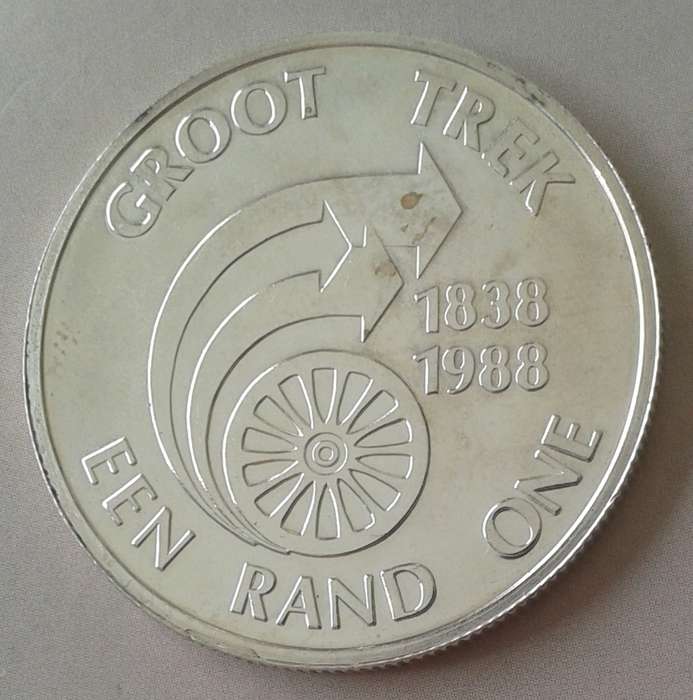 GROOT TREK
1838
1988
EEN RAND ONE